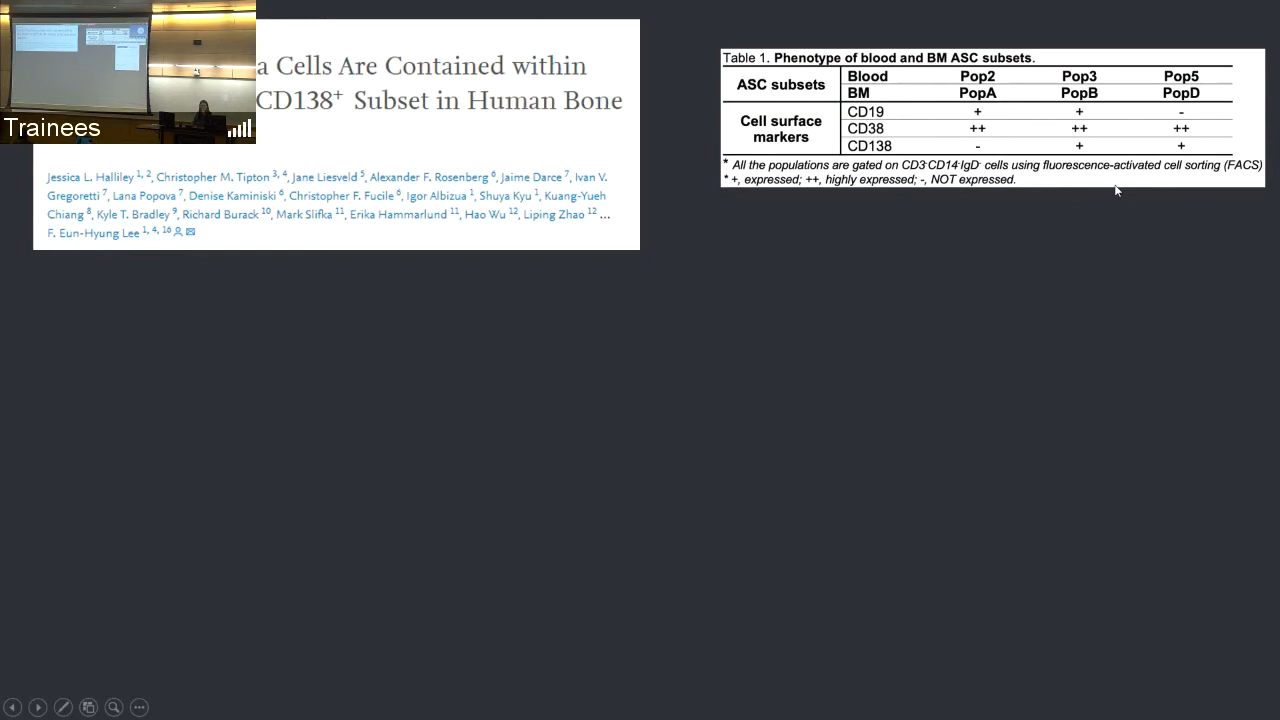 a Cells Are Contained within
CD138+ Subset in Human Bone
Trainees
Jessica L. Halliley 1, 2, Christopher M. Tipton 3, 4, Jane Liesveld 5, Alexander F. Rosenberg 6, Jaime Darce 7, Ivan V.
Gregoretti 7, Lana Popova 7, Denise Kaminiski 6, Christopher F. Fucile 6, Igor Albizua 1, Shuya Kyu 1, Kuang-Yueh
Chiang 8, Kyle T. Bradley 9, Richard Burack 10, Mark Slifka 11, Erika Hammarlund 11, Hao Wu 12, Liping Zhao 12 ...
F. Eun-Hyung Lee 1, 4, 16
Table 1. Phenotype of blood and BM ASC subsets.
ASC subsets Blood Pop2 Pop3 Pop5
BM PopA PopB PopD
Cell surface markers CD19 + + -
CD38 ++ ++ ++
CD138 - + +
* All the populations are gated on CD3-CD14-IgD- cells using fluorescence-activated cell sorting (FACS)
* +, expressed; ++, highly expressed; -, NOT expressed.